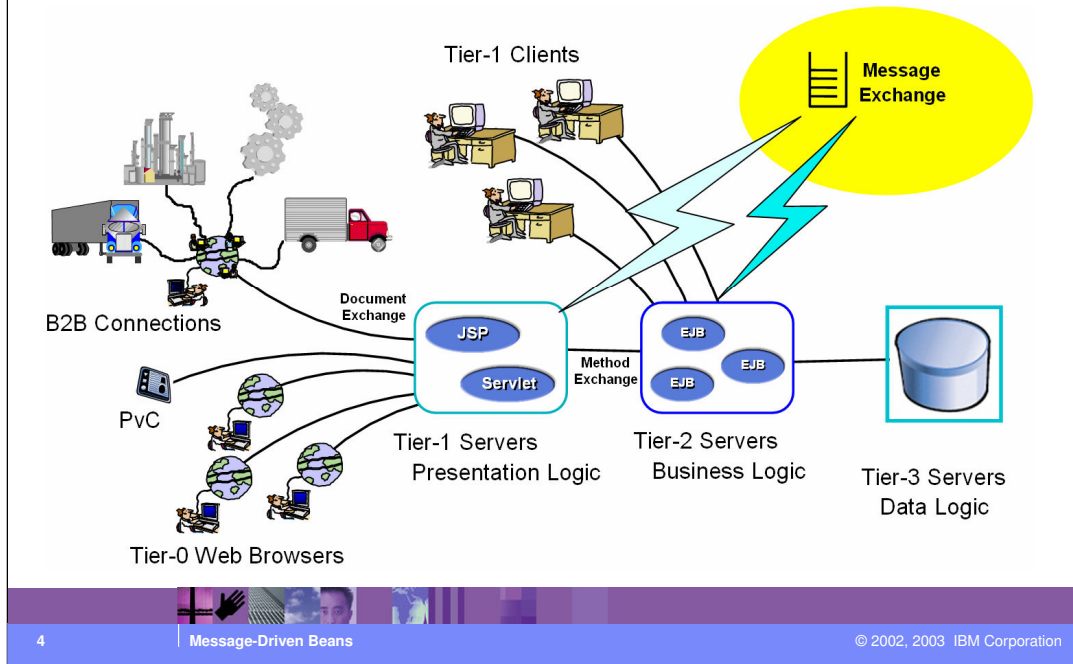 Tier-1 Clients
Message
Exchange
B2B Connections
Document
Exchange
JSP
Servlet
Method
Exchange
EJB
EJB
EJB
PvC
Tier-1 Servers
Presentation Logic
Tier-2 Servers
Business Logic
Tier-3 Servers
Data Logic
Tier-0 Web Browsers
4
Message-Driven Beans
© 2002, 2003 IBM Corporation